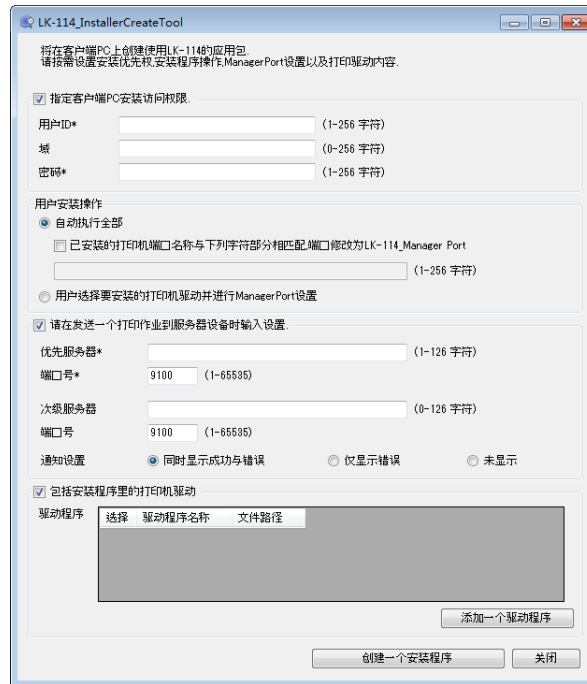 LK-114_InstallerCreateTool
将在客户端PC上创建使用LK-114的应用包.
请按需设置安装优先权,安装程序操作,ManagerPort设置以及打印驱动内容.
指定客户端PC安装访问权限.
用户ID* (1-256 字符)
域 (0-256 字符)
密码* (1-256 字符)
用户安装操作
自动执行全部
已安装的打印机端口名称与下列字符部分相匹配,端口修改为LK-114_Manager Port
(1-256 字符)
用户选择要安装的打印机驱动并进行ManagerPort设置
请在发送一个打印作业到服务器设备时输入设置.
优先服务器* (1-126 字符)
端口号* 9100 (1-65535)
次级服务器 (0-126 字符)
端口号 9100 (1-65535)
通知设置 同时显示成功与错误 仅显示错误 未显示
包括安装程序里的打印机驱动
驱动程序 选择 驱动程序名称 文件路径
添加一个驱动程序
创建一个安装程序 关闭